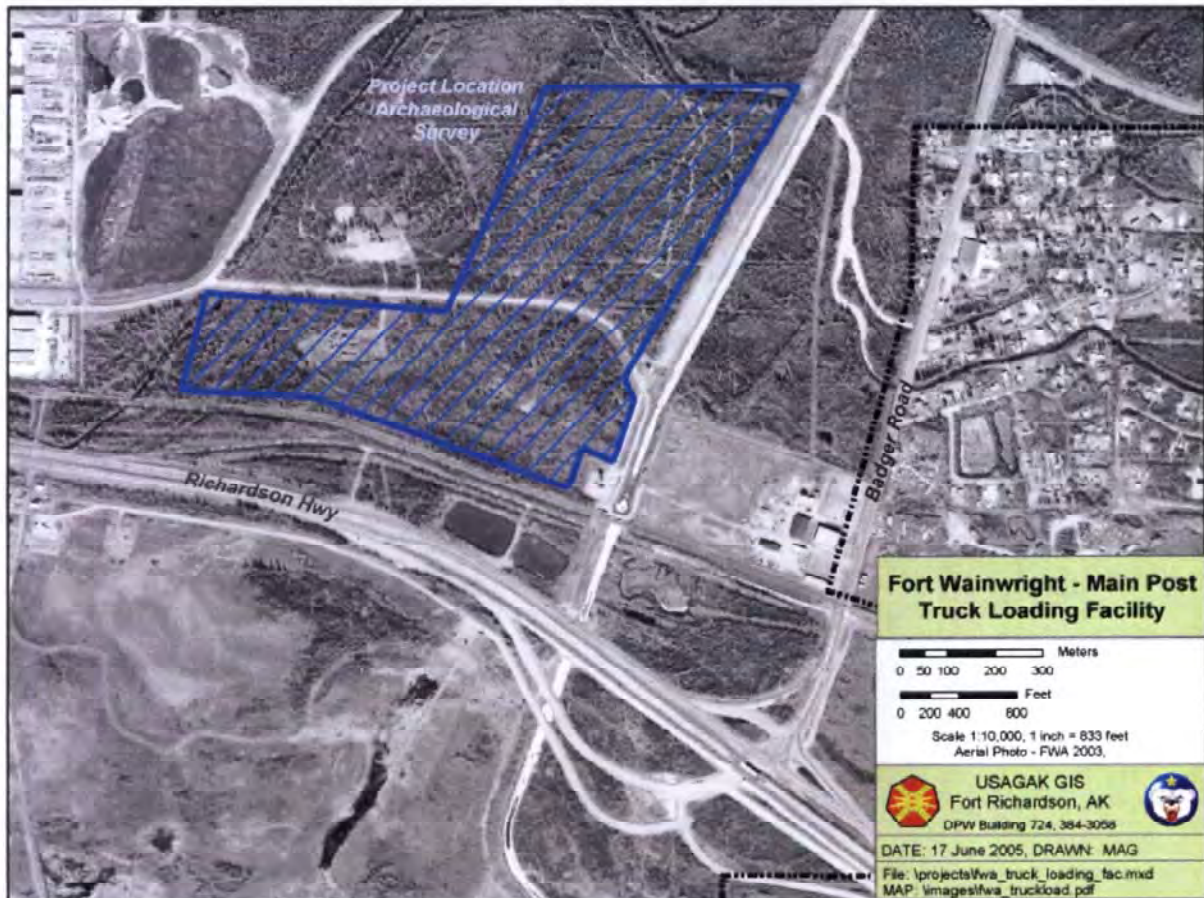 Project Location
Archaeological
Survey
Richardson Hwy
Badger Road
Fort Wainwright - Main Post
Truck Loading Facility
Meters
0 50 100 200 300
Feet
0 200 400 800
Scale 1:10,000, 1 inch = 833 feet
Aerial Photo - FWA 2003,
USAGAK GIS
Fort Richardson, AK
DPW Building 724, 384-3058
DATE: 17 June 2005, DRAWN: MAG
File: \projects\fwa_truck_loading_fac.mxd
MAP: \images\fwa_truckload.pdf